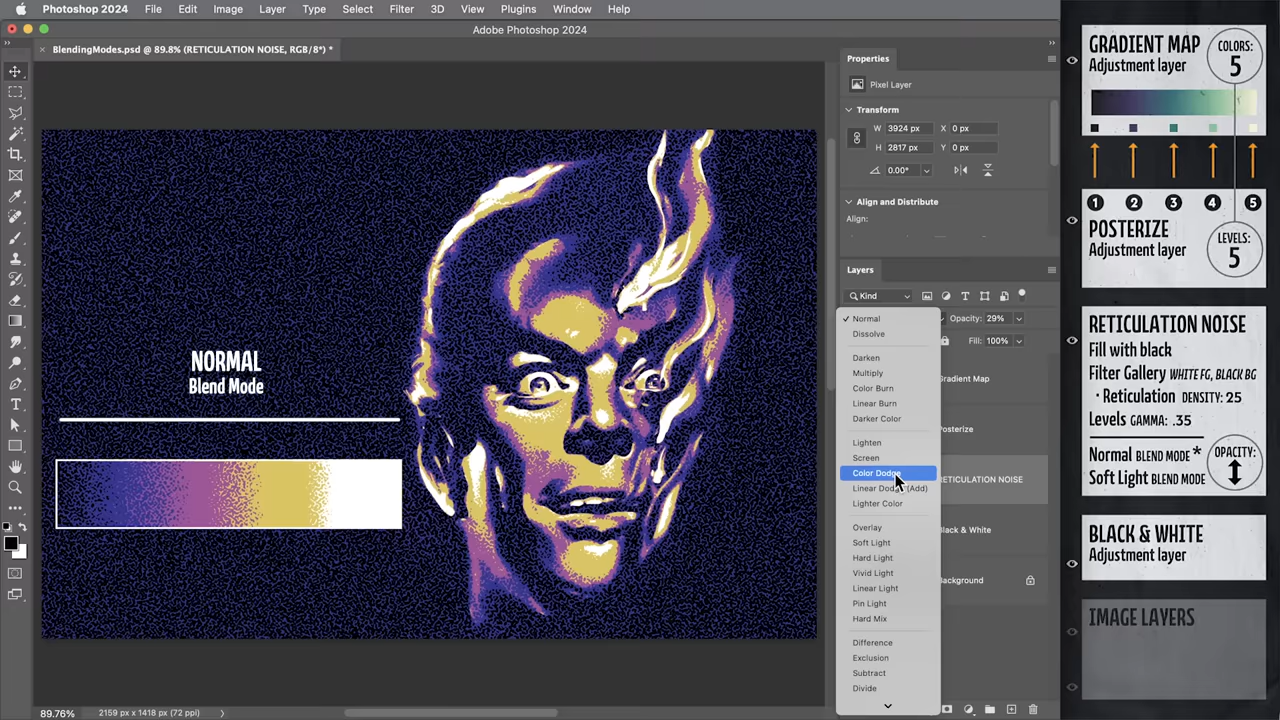 Photoshop 2024 File Edit Image Layer Type Select Filter 3D View Plugins Window Help
Adobe Photoshop 2024
BlendingModes.psd @ 89.8% (RETICULATION NOISE, RGB/8*) *
Properties
Pixel Layer
Transform
W 3924 px X 0 px
H 2817 px Y 0 px
0.00°
Align and Distribute
Align:
Layers
Kind
Normal
Opacity: 29%
Dissolve
Fill: 100%
Darken
Multiply
Color Burn
Linear Burn
Darker Color
Lighten
Screen
Color Dodge
Linear Dodge (Add)
Lighter Color
Overlay
Soft Light
Hard Light
Vivid Light
Linear Light
Pin Light
Hard Mix
Difference
Exclusion
Subtract
Divide
Gradient Map
Posterize
RETICULATION NOISE
Black & White
Background
NORMAL
Blend Mode
89.76% 2159 px x 1418 px (72 ppi)
GRADIENT MAP
Adjustment layer
COLORS:
5
1 2 3 4 5
POSTERIZE
Adjustment layer
LEVELS:
5
RETICULATION NOISE
Fill with black
Filter Gallery WHITE FG, BLACK BG
· Reticulation DENSITY: 25
Levels GAMMA: .35
Normal BLEND MODE *
Soft Light BLEND MODE
OPACITY:
BLACK & WHITE
Adjustment layer
IMAGE LAYERS